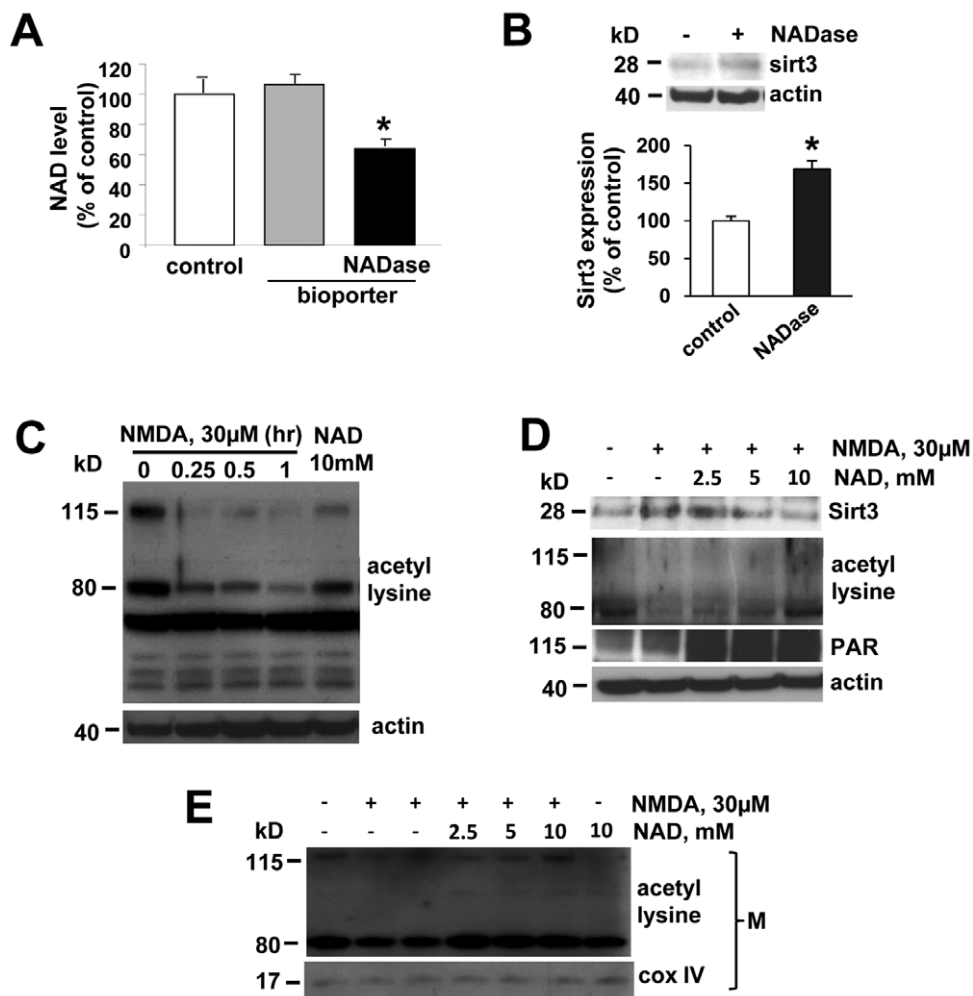 A
NAD level
(% of control)
120
100
80
60
40
20
0
*
control
NADase
bioporter
B
kD - + NADase
28 sirt3
40 actin
Sirt3 expression
(% of control)
200
150
100
50
0
*
control
NADase
C
NMDA, 30µM (hr) NAD
kD 0 0.25 0.5 1 10mM
115
80
acetyl
lysine
40 actin
D
- + + + + NMDA, 30µM
kD - - 2.5 5 10 NAD, mM
28 Sirt3
115
acetyl
lysine
80
115 PAR
40 actin
E
- + + + + + - NMDA, 30µM
kD - - - 2.5 5 10 10 NAD, mM
115
acetyl
lysine
M
80
17 cox IV